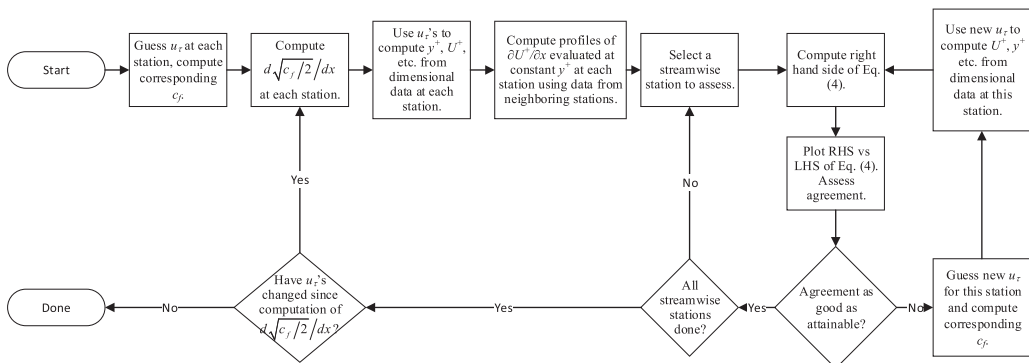 Start
Guess u_τ at each
station, compute
corresponding
c_f.
Compute
d√(c_f/2)/dx
at each station.
Use u_τ's to
compute y⁺, U⁺,
etc. from
dimensional
data at each
station.
Compute profiles of
∂U⁺/∂x evaluated at
constant y⁺ at each
station using data from
neighboring stations.
Select a
streamwise
station to assess.
Compute right
hand side of Eq.
(4).
Use new u_τ to
compute U⁺, y⁺
etc. from
dimensional
data at this
station.
Plot RHS vs
LHS of Eq. (4).
Assess
agreement.
Yes
No
Done
No
Have u_τ's
changed since
computation of
d√(c_f/2)/dx?
Yes
All
streamwise
stations
done?
Yes
Agreement as
good as
attainable?
No
Guess new u_τ
for this station
and compute
corresponding
c_f.